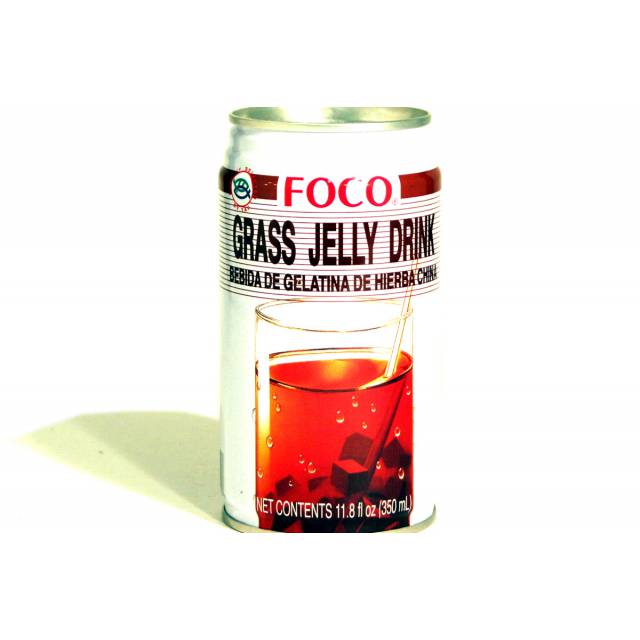 FOCO®
GRASS JELLY DRINK
BEBIDA DE GELATINA DE HIERBA CHINA
NET CONTENTS 11.8 fl oz (350 mL)